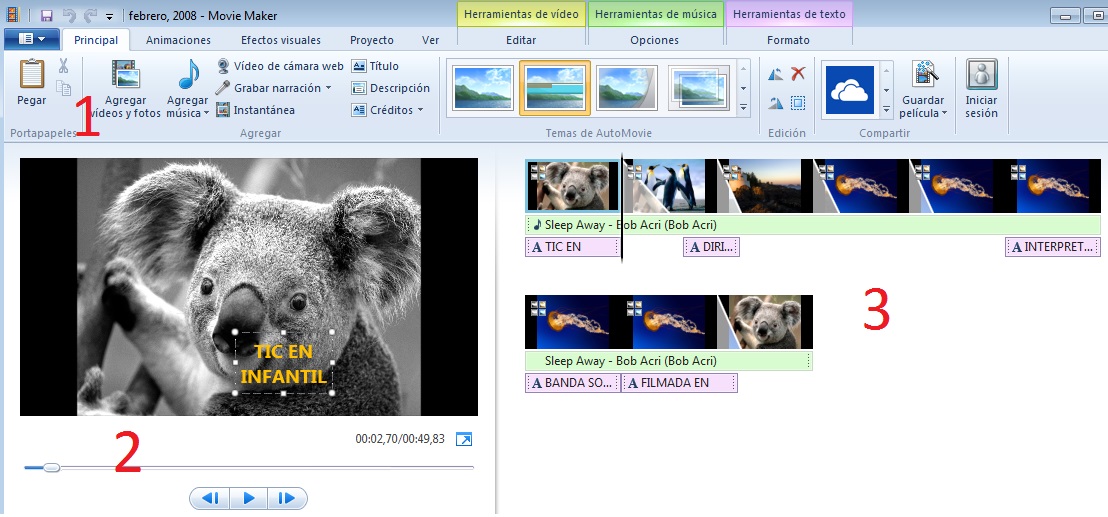 febrero, 2008 - Movie Maker
Herramientas de vídeo Herramientas de música Herramientas de texto
Principal Animaciones Efectos visuales Proyecto Ver Editar Opciones Formato
Pegar
Portapapeles
1
Agregar vídeos y fotos
Agregar música
Vídeo de cámara web
Grabar narración
Instantánea
Título
Descripción
Créditos
Agregar
Temas de AutoMovie
Edición
Guardar película
Compartir
Iniciar sesión
TIC EN
INFANTIL
00:02,70/00:49,83
2
Sleep Away - Bob Acri (Bob Acri)
A TIC EN
A DIRI...
A INTERPRET...
3
Sleep Away - Bob Acri (Bob Acri)
A BANDA SO...
A FILMADA EN